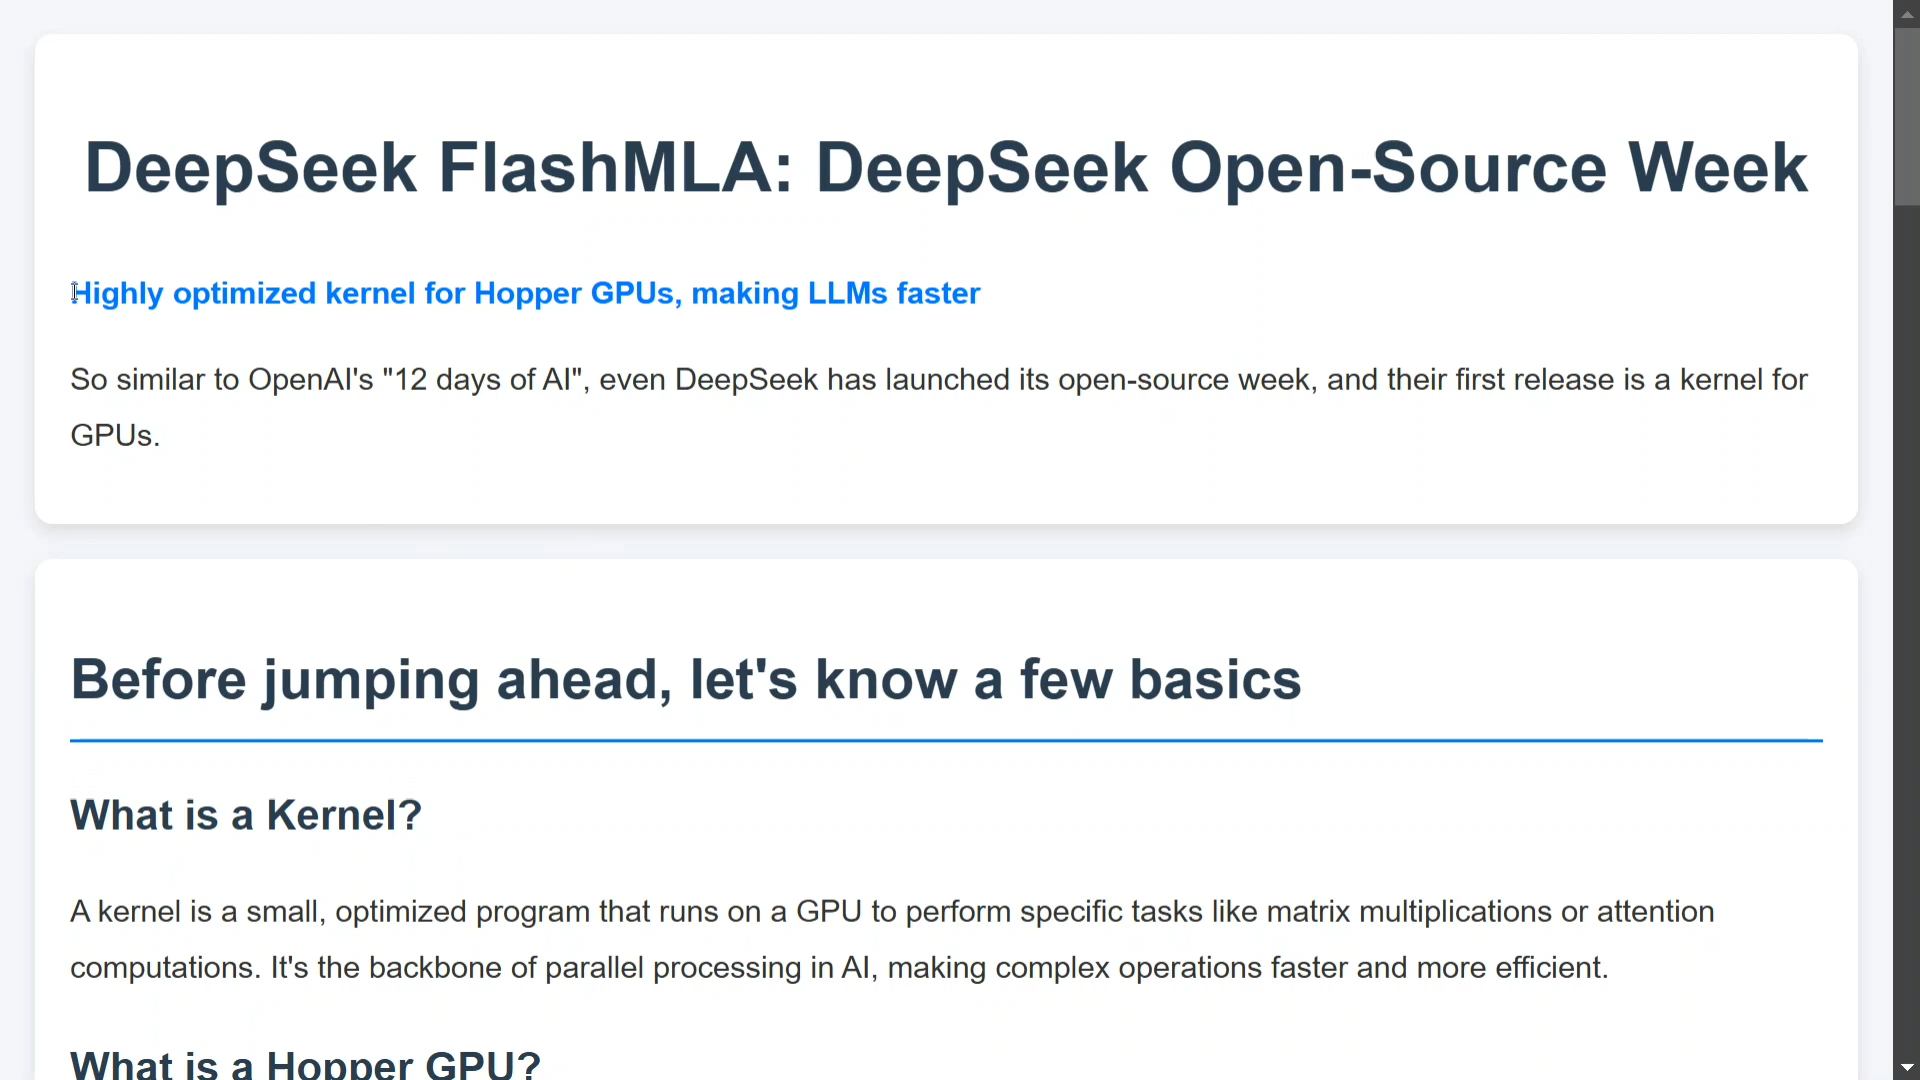 DeepSeek FlashMLA: DeepSeek Open-Source Week
Highly optimized kernel for Hopper GPUs, making LLMs faster
So similar to OpenAI's "12 days of AI", even DeepSeek has launched its open-source week, and their first release is a kernel for
GPUs.
Before jumping ahead, let's know a few basics
What is a Kernel?
A kernel is a small, optimized program that runs on a GPU to perform specific tasks like matrix multiplications or attention
computations. It's the backbone of parallel processing in AI, making complex operations faster and more efficient.
What is a Hopper GPU?